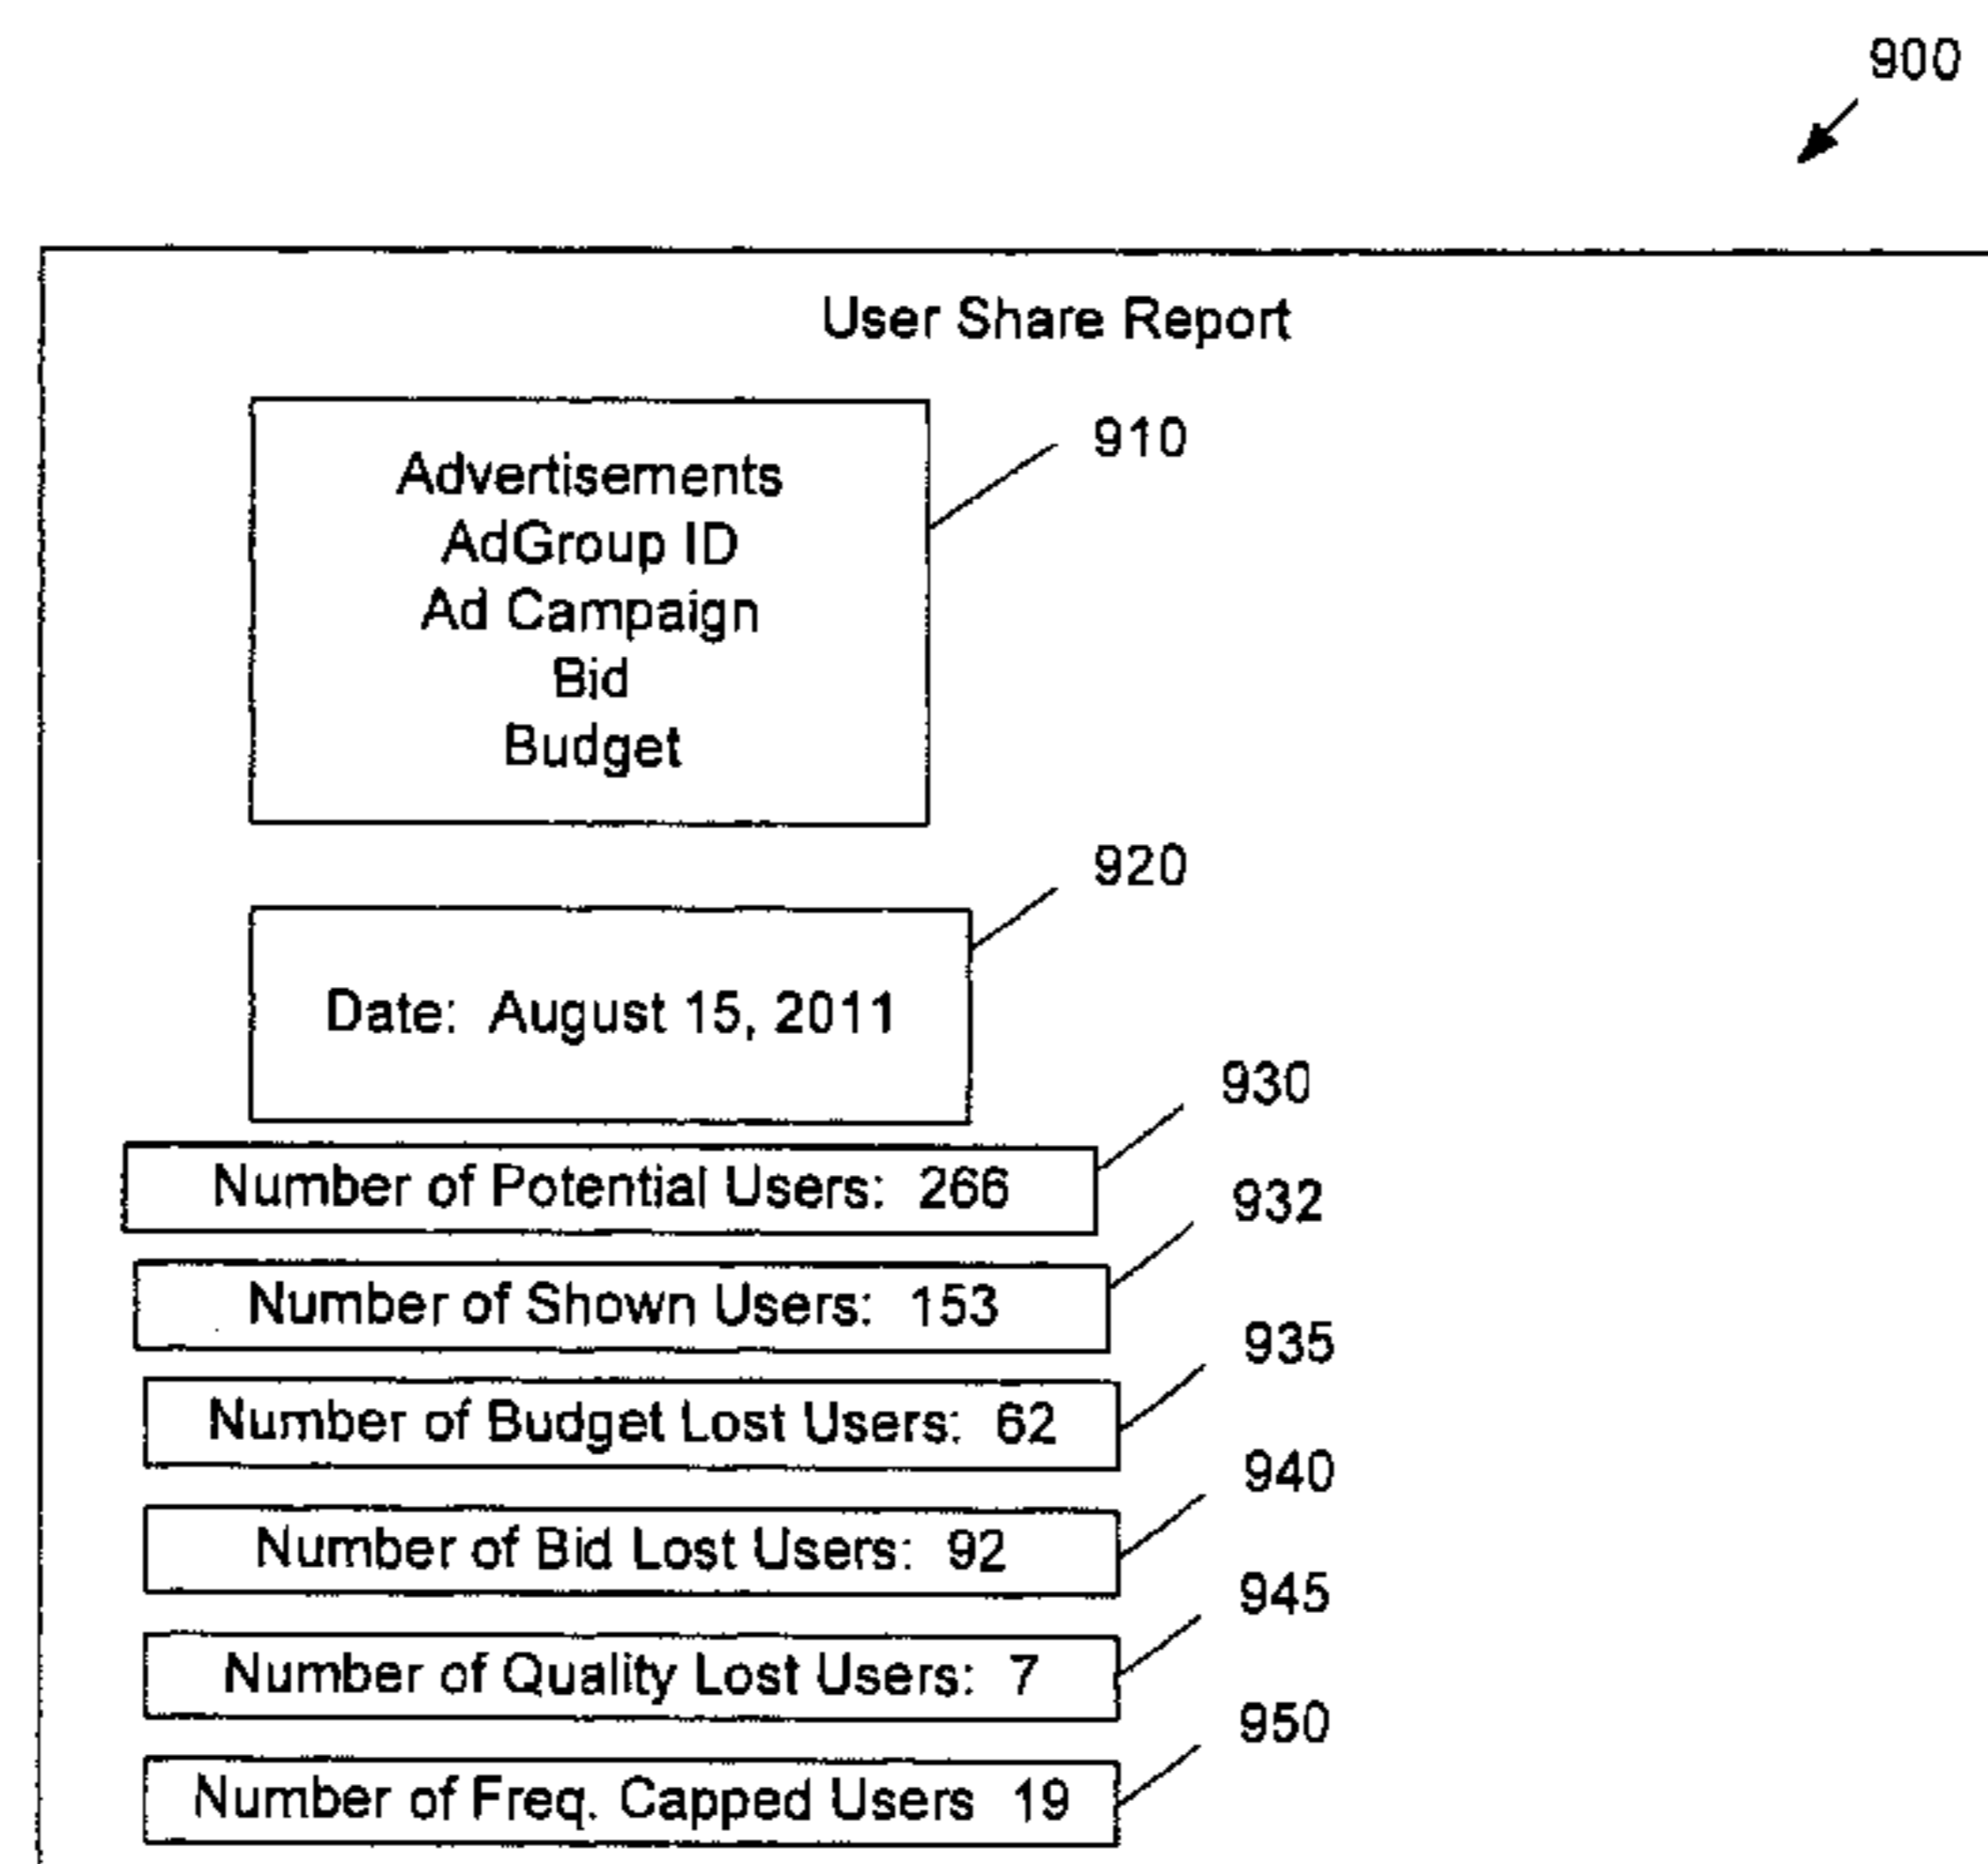 900
User Share Report
910
Advertisements
AdGroup ID
Ad Campaign
Bid
Budget
920
Date: August 15, 2011
930
Number of Potential Users: 266
932
Number of Shown Users: 153
935
Number of Budget Lost Users: 62
940
Number of Bid Lost Users: 92
945
Number of Quality Lost Users: 7
950
Number of Freq. Capped Users 19